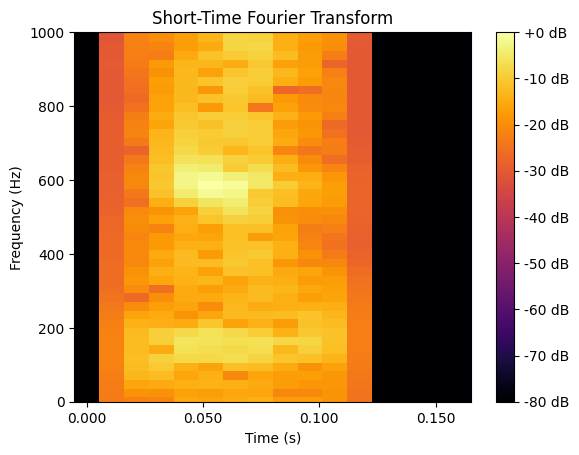 Short-Time Fourier Transform
1000
800
600
400
200
0
Frequency (Hz)
0.000
0.050
0.100
0.150
Time (s)
+0 dB
-10 dB
-20 dB
-30 dB
-40 dB
-50 dB
-60 dB
-70 dB
-80 dB